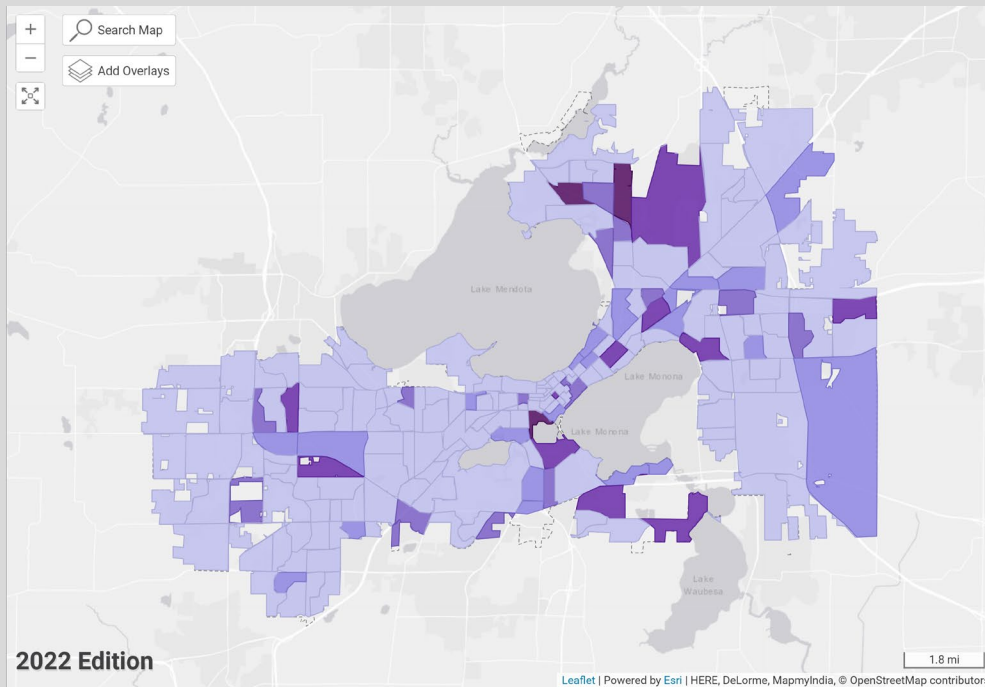 +
Search Map
−
Add Overlays
Lake Mendota
Lake Monona
Lake Monona
Lake
Waubesa
2022 Edition
1.8 mi
Leaflet | Powered by Esri | HERE, DeLorme, MapmyIndia, © OpenStreetMap contributors